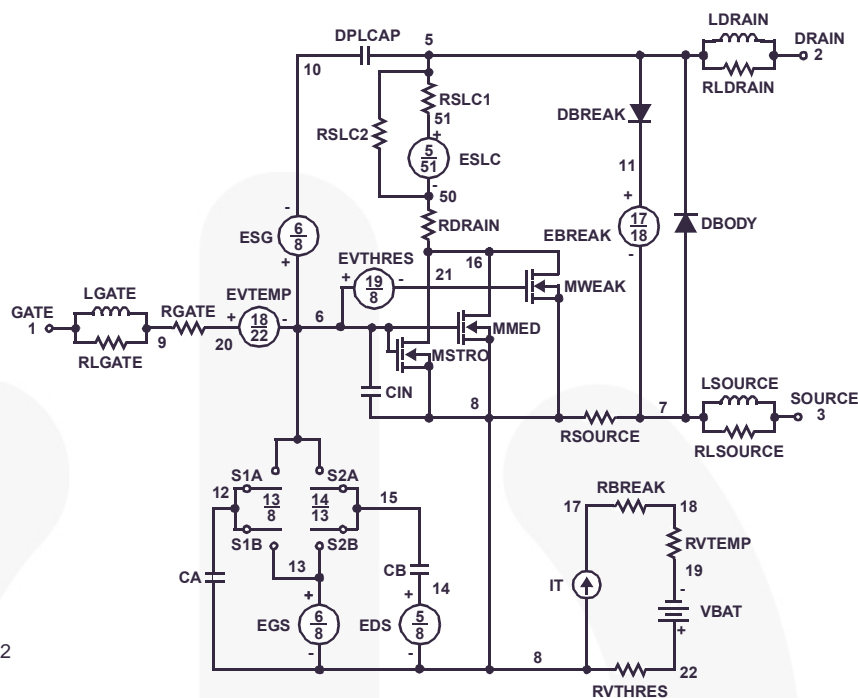 LDRAIN
DPLCAP 5 DRAIN
10 2
RLDRAIN
RSLC1
51
DBREAK
RSLC2
+
5
51
ESLC
11
-
50
-
+
RDRAIN
17
18
6
8
ESG
EBREAK
DBODY
EVTHRES 16
+
+ 19
8
- 21
-
MWEAK
LGATE EVTEMP
GATE RGATE + 18
22
- 6
1 MMED
9 20
MSTRO
RLGATE
LSOURCE
CIN SOURCE
8 7 3
RSOURCE
RLSOURCE
S1A S2A
12 13
8
14
13
15 RBREAK
17 18
S1B S2B
RVTEMP
13 CB
CA 19
14 IT
+ + -
VBAT
EGS 6
8
EDS 5
8
+
- - 8
22
2
RVTHRES